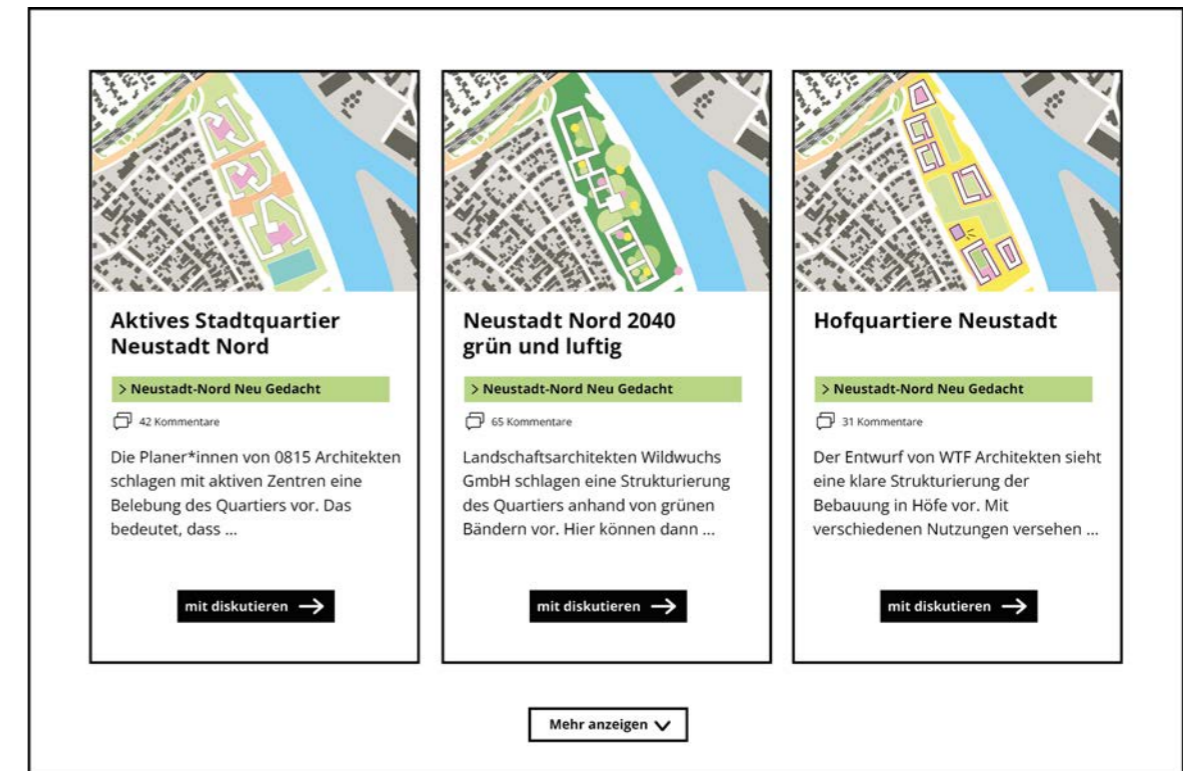 Aktives Stadtquartier
Neustadt Nord
> Neustadt-Nord Neu Gedacht
42 Kommentare
Die Planer*innen von 0815 Architekten
schlagen mit aktiven Zentren eine
Belebung des Quartiers vor. Das
bedeutet, dass ...
mit diskutieren
Neustadt Nord 2040
grün und luftig
> Neustadt-Nord Neu Gedacht
65 Kommentare
Landschaftsarchitekten Wildwuchs
GmbH schlagen eine Strukturierung
des Quartiers anhand von grünen
Bändern vor. Hier können dann ...
mit diskutieren
Hofquartiere Neustadt
> Neustadt-Nord Neu Gedacht
31 Kommentare
Der Entwurf von WTF Architekten sieht
eine klare Strukturierung der
Bebauung in Höfe vor. Mit
verschiedenen Nutzungen versehen ...
mit diskutieren
Mehr anzeigen